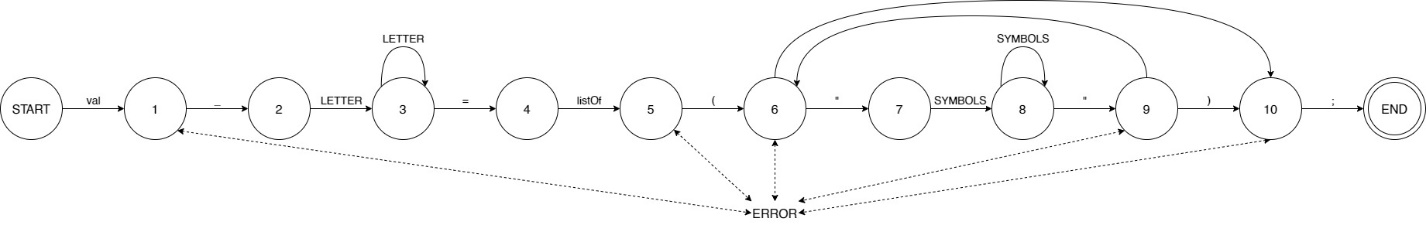 LETTER
SYMBOLS
START val 1 _ 2 LETTER 3 = 4 listOf 5 ( 6 " 7 SYMBOLS 8 " 9 ) 10 ; END
ERROR